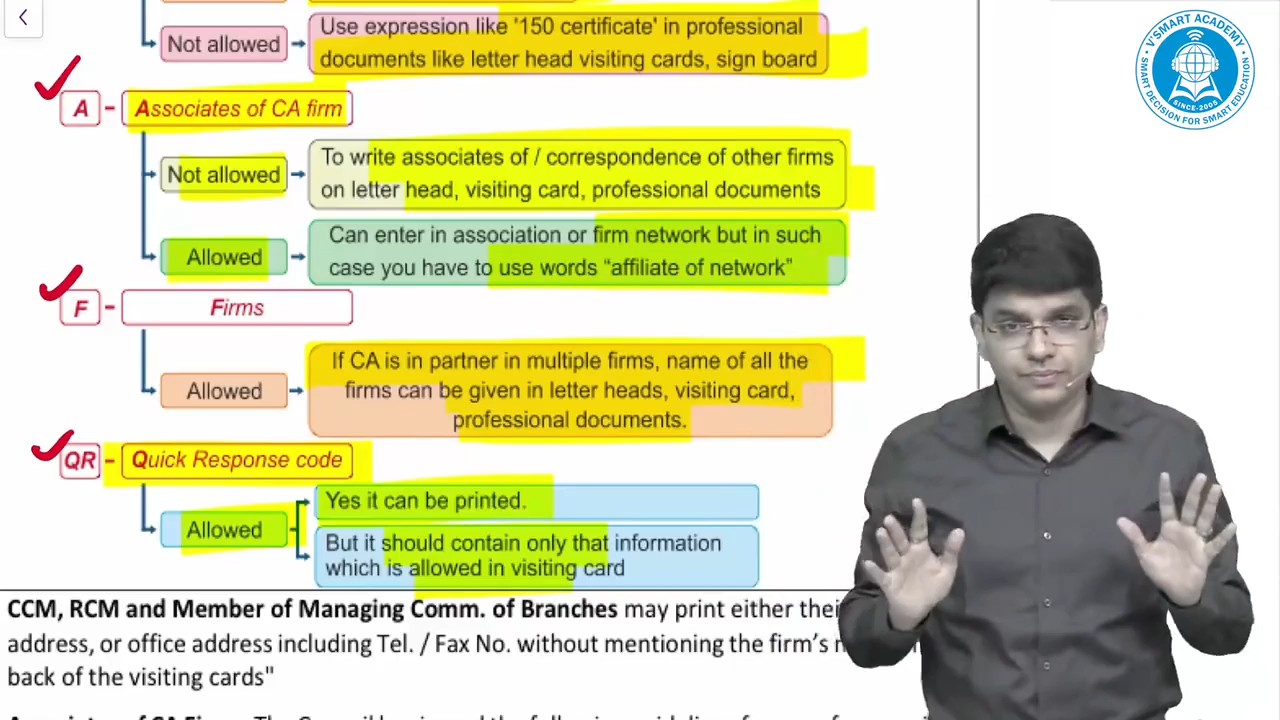 Not allowed
Use expression like '150 certificate' in professional
documents like letter head visiting cards, sign board
A - Associates of CA firm
Not allowed
To write associates of / correspondence of other firms
on letter head, visiting card, professional documents
Allowed
Can enter in association or firm network but in such
case you have to use words “affiliate of network”
F - Firms
Allowed
If CA is in partner in multiple firms, name of all the
firms can be given in letter heads, visiting card,
professional documents.
QR - Quick Response code
Allowed
Yes it can be printed.
But it should contain only that information
which is allowed in visiting card
CCM, RCM and Member of Managing Comm. of Branches may print either
address, or office address including Tel. / Fax No. without mentioning the firm’s
back of the visiting cards"
V'SMART ACADEMY
SINCE-2005
SMART DECISION FOR SMART EDUCATION